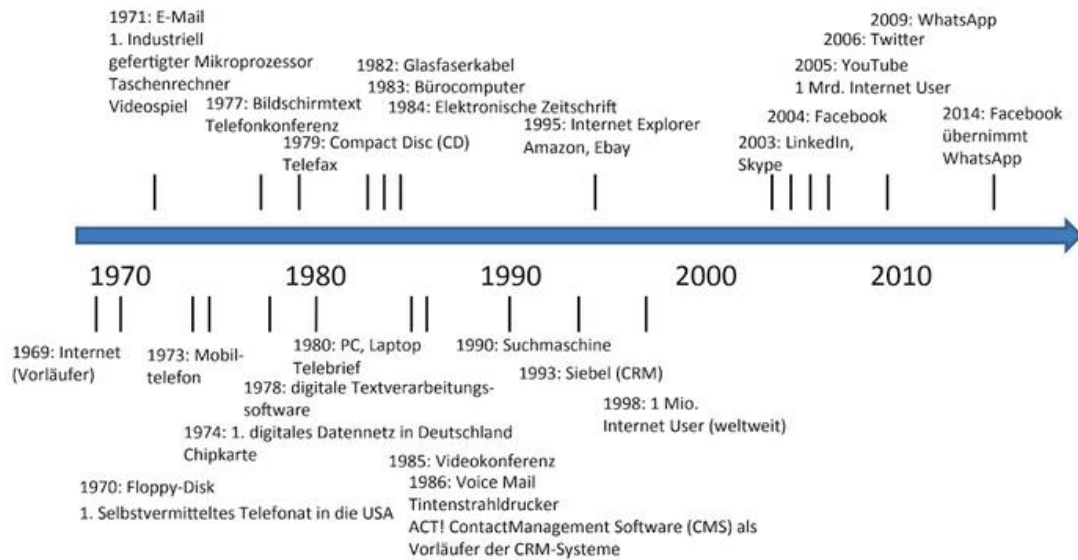 1971: E-Mail
1. Industriell
gefertigter Mikroprozessor
Taschenrechner
Videospiel
1977: Bildschirmtext
Telefonkonferenz
1979: Compact Disc (CD)
Telefax
1982: Glasfaserkabel
1983: Bürocomputer
1984: Elektronische Zeitschrift
1995: Internet Explorer
Amazon, Ebay
2003: LinkedIn,
Skype
2004: Facebook
2005: YouTube
1 Mrd. Internet User
2006: Twitter
2009: WhatsApp
2014: Facebook
übernimmt
WhatsApp
1970 1980 1990 2000 2010
1969: Internet
(Vorläufer)
1970: Floppy-Disk
1. Selbstvermitteltes Telefonat in die USA
1973: Mobil-
telefon
1974: 1. digitales Datennetz in Deutschland
Chipkarte
1978: digitale Textverarbeitungs-
software
1980: PC, Laptop
Telebrief
1985: Videokonferenz
1986: Voice Mail
Tintenstrahldrucker
ACT! ContactManagement Software (CMS) als
Vorläufer der CRM-Systeme
1990: Suchmaschine
1993: Siebel (CRM)
1998: 1 Mio.
Internet User (weltweit)